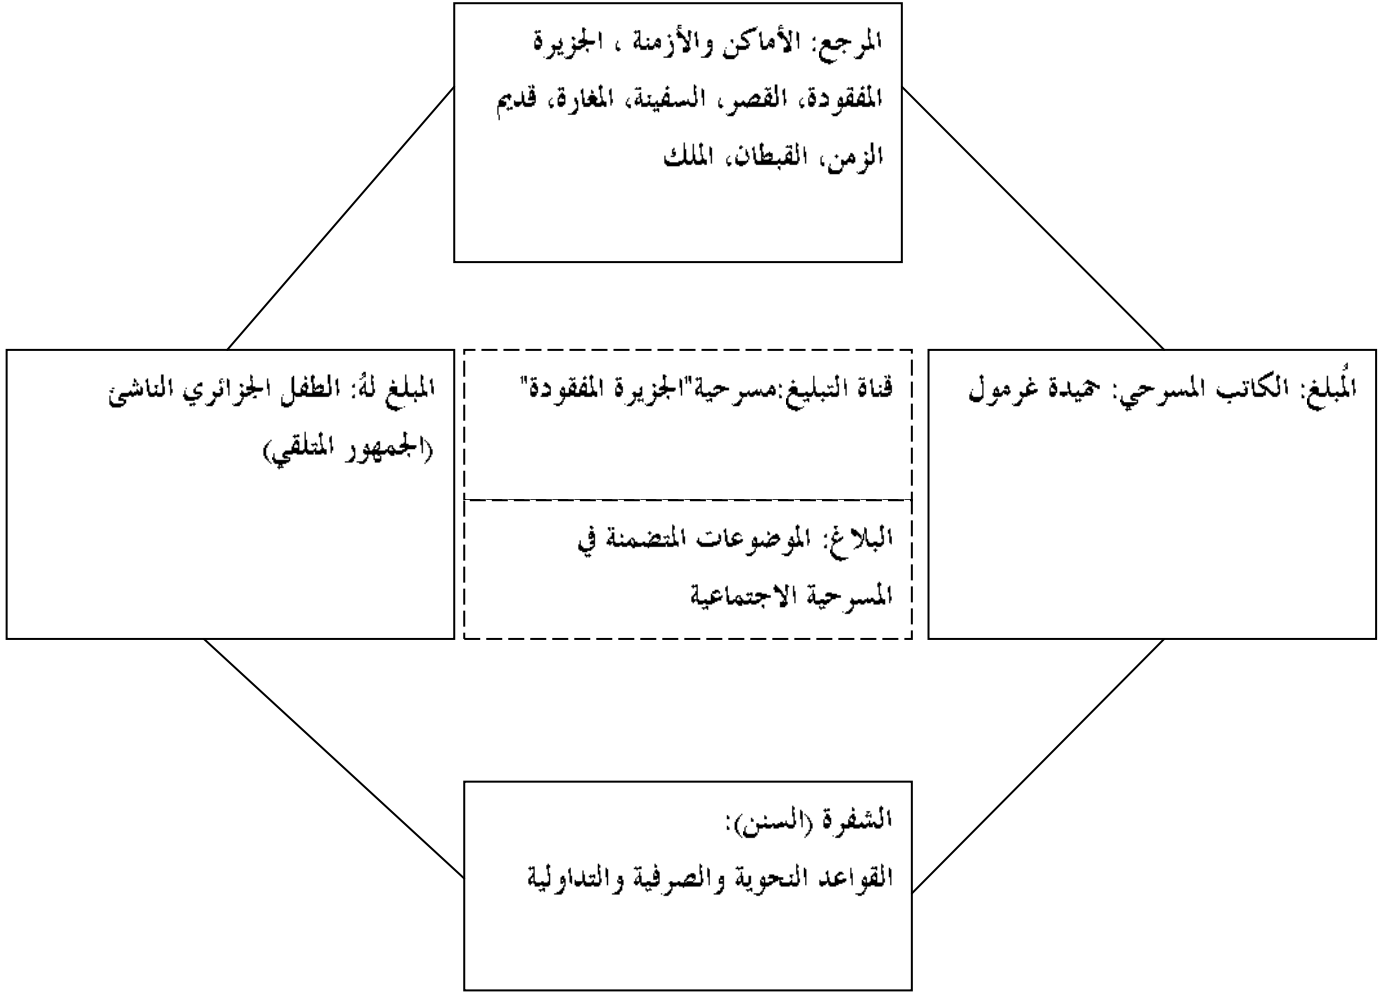 المرجع: الأماكن والأزمنة ، الجزيرة
المفقودة، القصر، السفينة، المغارة، قديم
الزمن، القبطان، الملك
المُبلغ: الكاتب المسرحي: حميدة غرمول
قناة التبليغ:مسرحية"الجزيرة المفقودة"
المبلغ لهُ: الطفل الجزائري الناشئ
(الجمهور المتلقي)
البلاغ: الموضوعات المتضمنة في
المسرحية الاجتماعية
الشفرة (السنن):
القواعد النحوية والصرفية والتداولية